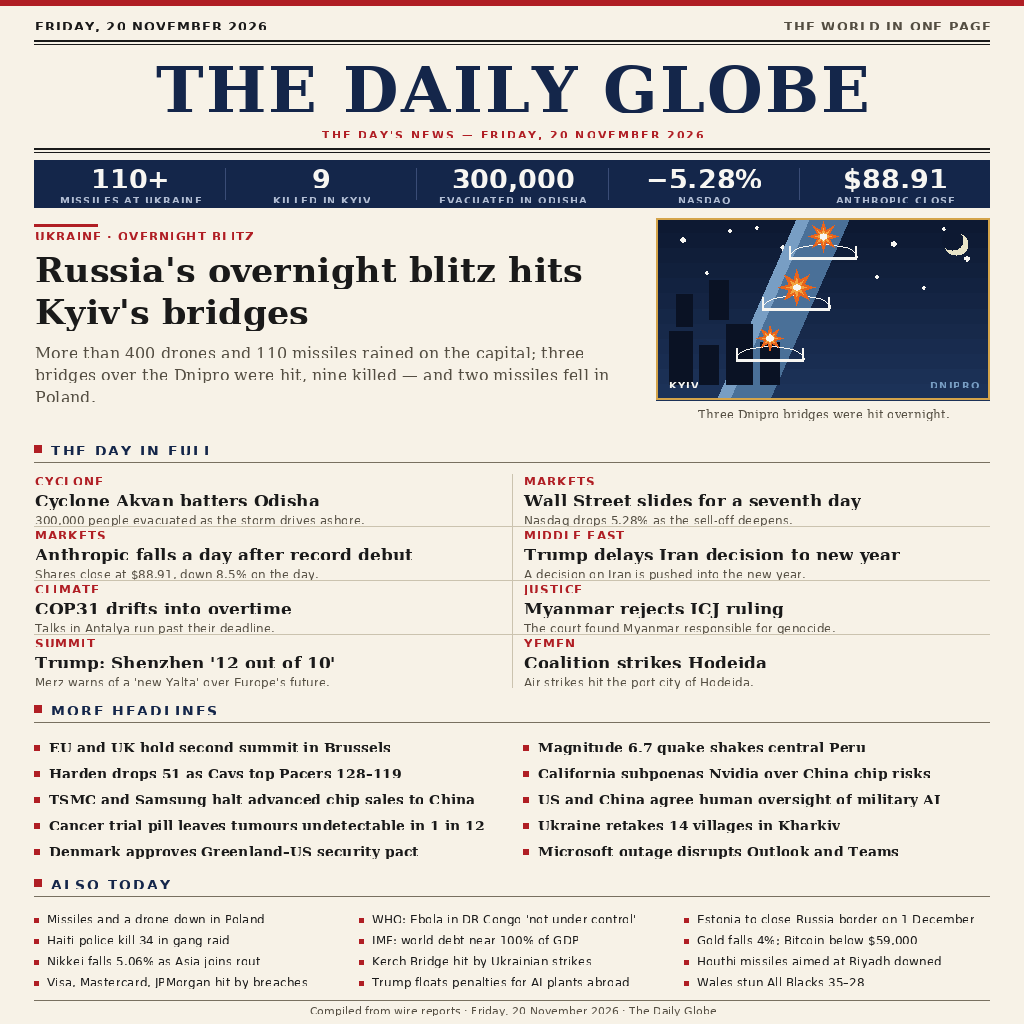 FRIDAY, 20 NOVEMBER 2026
THE WORLD IN ONE PAGE
THE DAILY GLOBE
THE DAY'S NEWS — FRIDAY, 20 NOVEMBER 2026
110+
MISSILES AT UKRAINE
9
KILLED IN KYIV
300,000
EVACUATED IN ODISHA
−5.28%
NASDAQ
$88.91
ANTHROPIC CLOSE
UKRAINE · OVERNIGHT BLITZ
Russia's overnight blitz hits
Kyiv's bridges
More than 400 drones and 110 missiles rained on the capital; three
bridges over the Dnipro were hit, nine killed — and two missiles fell in
Poland.
KYIV
DNIPRO
Three Dnipro bridges were hit overnight.
THE DAY IN FULL
CYCLONE
Cyclone Akvan batters Odisha
300,000 people evacuated as the storm drives ashore.
MARKETS
Wall Street slides for a seventh day
Nasdaq drops 5.28% as the sell-off deepens.
MARKETS
Anthropic falls a day after record debut
Shares close at $88.91, down 8.5% on the day.
MIDDLE EAST
Trump delays Iran decision to new year
A decision on Iran is pushed into the new year.
CLIMATE
COP31 drifts into overtime
Talks in Antalya run past their deadline.
JUSTICE
Myanmar rejects ICJ ruling
The court found Myanmar responsible for genocide.
SUMMIT
Trump: Shenzhen '12 out of 10'
Merz warns of a 'new Yalta' over Europe's future.
YEMEN
Coalition strikes Hodeida
Air strikes hit the port city of Hodeida.
MORE HEADLINES
EU and UK hold second summit in Brussels
Harden drops 51 as Cavs top Pacers 128–119
TSMC and Samsung halt advanced chip sales to China
Cancer trial pill leaves tumours undetectable in 1 in 12
Denmark approves Greenland–US security pact
Magnitude 6.7 quake shakes central Peru
California subpoenas Nvidia over China chip risks
US and China agree human oversight of military AI
Ukraine retakes 14 villages in Kharkiv
Microsoft outage disrupts Outlook and Teams
ALSO TODAY
Missiles and a drone down in Poland
Haiti police kill 34 in gang raid
Nikkei falls 5.06% as Asia joins rout
Visa, Mastercard, JPMorgan hit by breaches
WHO: Ebola in DR Congo 'not under control'
IMF: world debt near 100% of GDP
Kerch Bridge hit by Ukrainian strikes
Trump floats penalties for AI plants abroad
Estonia to close Russia border on 1 December
Gold falls 4%; Bitcoin below $59,000
Houthi missiles aimed at Riyadh downed
Wales stun All Blacks 35–28
Compiled from wire reports · Friday, 20 November 2026 · The Daily Globe